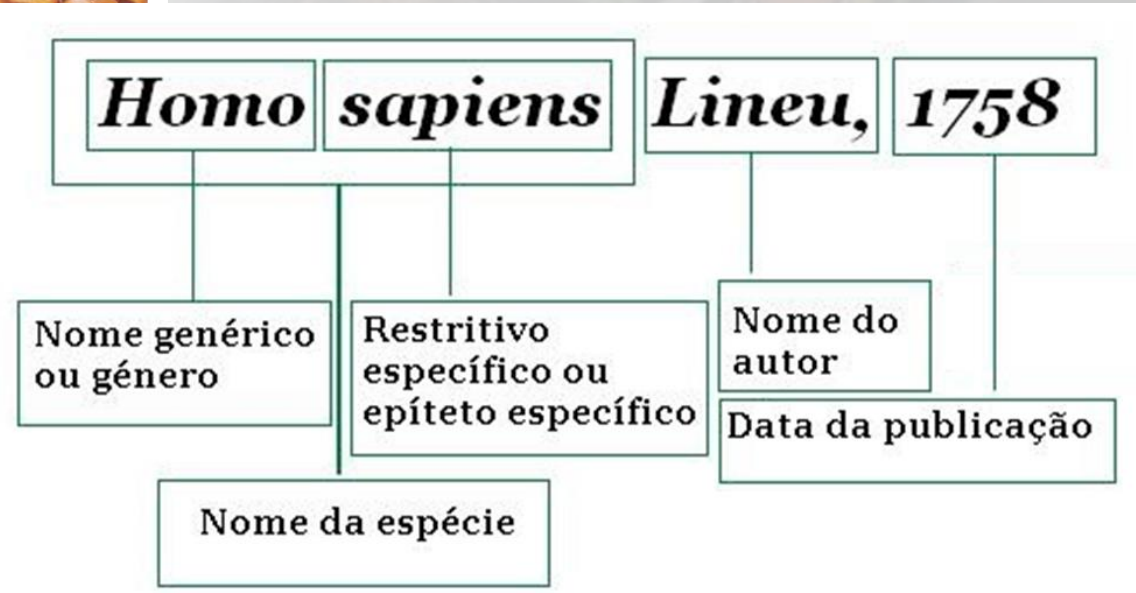 Homo sapiens Lineu, 1758
Nome genérico
ou género
Restritivo
específico ou
epíteto específico
Nome do
autor
Data da publicação
Nome da espécie